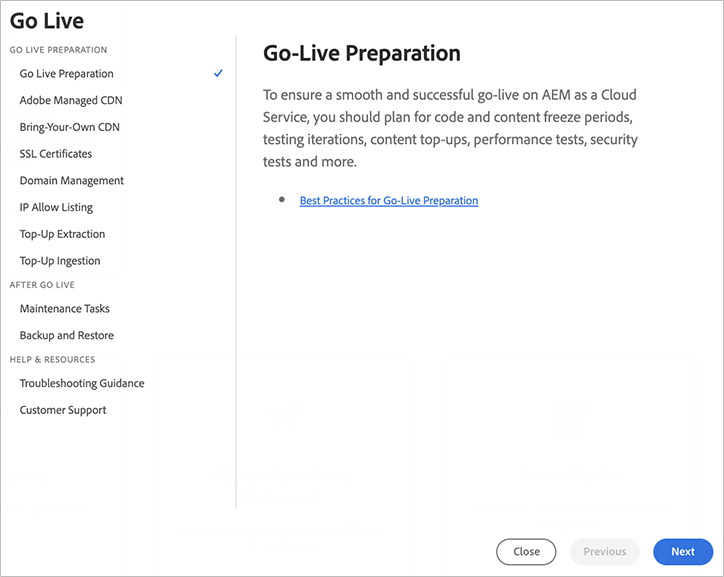 Go Live
GO LIVE PREPARATION
Go Live Preparation
Adobe Managed CDN
Bring-Your-Own CDN
SSL Certificates
Domain Management
IP Allow Listing
Top-Up Extraction
Top-Up Ingestion
AFTER GO LIVE
Maintenance Tasks
Backup and Restore
HELP & RESOURCES
Troubleshooting Guidance
Customer Support
Go-Live Preparation
To ensure a smooth and successful go-live on AEM as a Cloud
Service, you should plan for code and content freeze periods,
testing iterations, content top-ups, performance tests, security
tests and more.
Best Practices for Go-Live Preparation
Close
Previous
Next